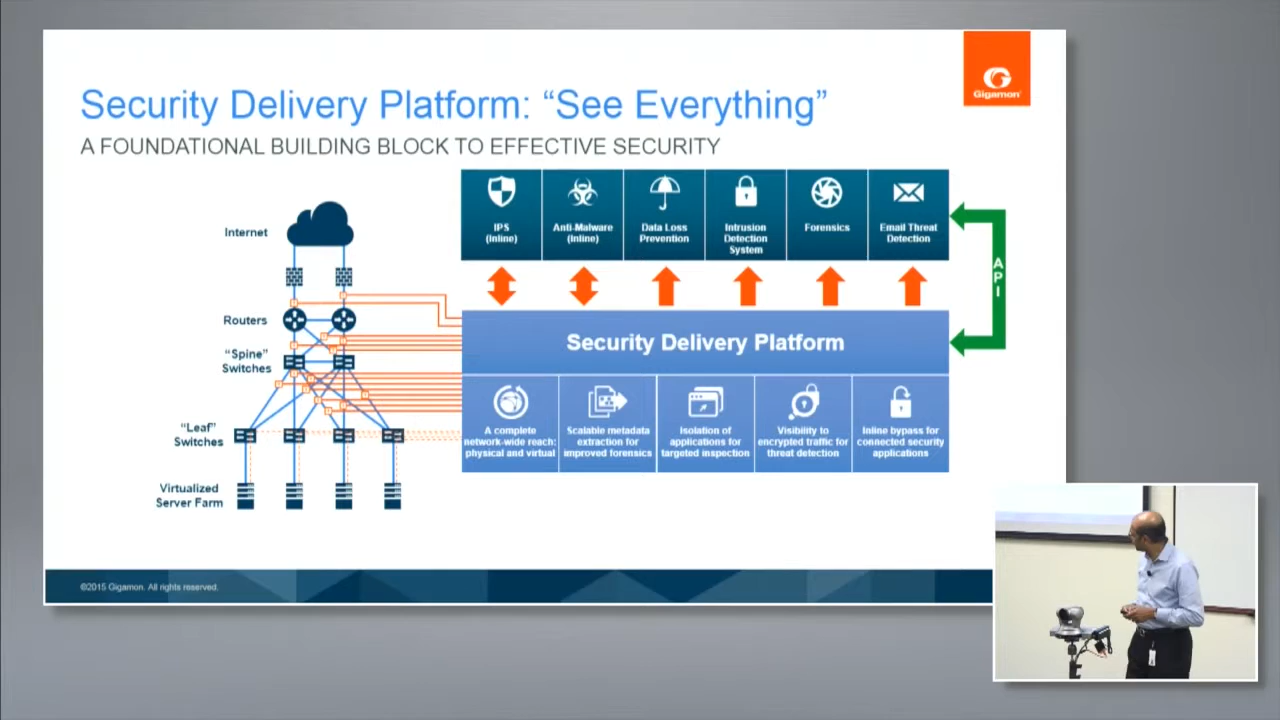 Security Delivery Platform: “See Everything”
A FOUNDATIONAL BUILDING BLOCK TO EFFECTIVE SECURITY
Gigamon
Internet
Routers
“Spine”
Switches
“Leaf”
Switches
Virtualized
Server Farm
IPS
(Inline)
Anti-Malware
(Inline)
Data Loss
Prevention
Intrusion
Detection
System
Forensics
Email Threat
Detection
API
Security Delivery Platform
A complete
network-wide reach:
physical and virtual
Scalable metadata
extraction for
improved forensics
Isolation of
applications for
targeted inspection
Visibility to
encrypted traffic for
threat detection
Inline bypass for
connected security
applications
©2015 Gigamon. All rights reserved.